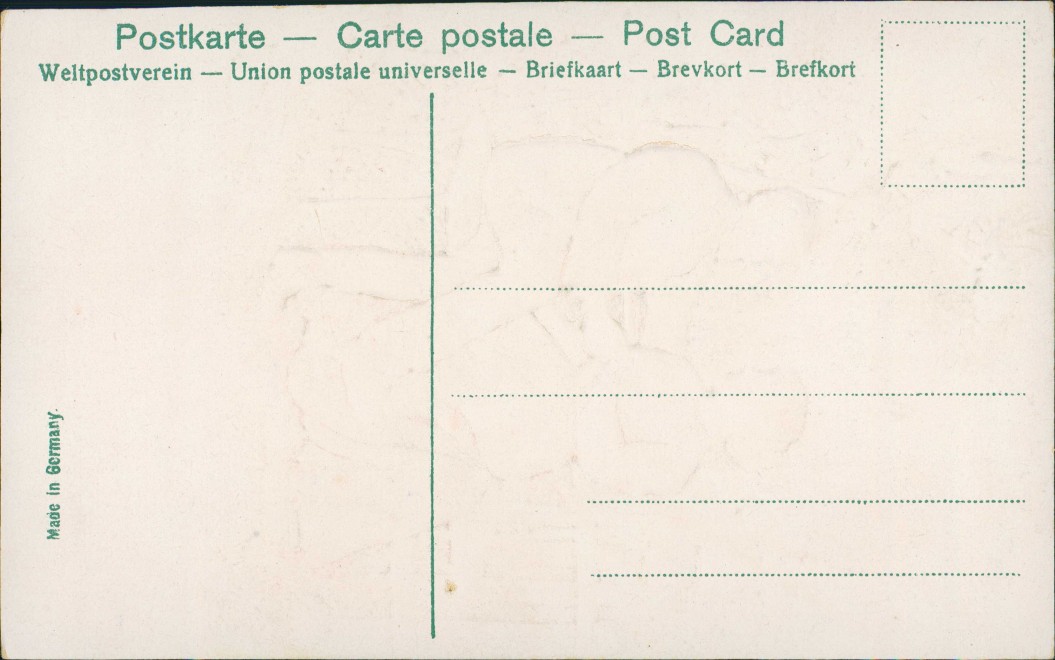 Postkarte — Carte postale — Post Card
Weltpostverein — Union postale universelle — Briefkaart — Brevkort — Brefkort
Made in Germany.